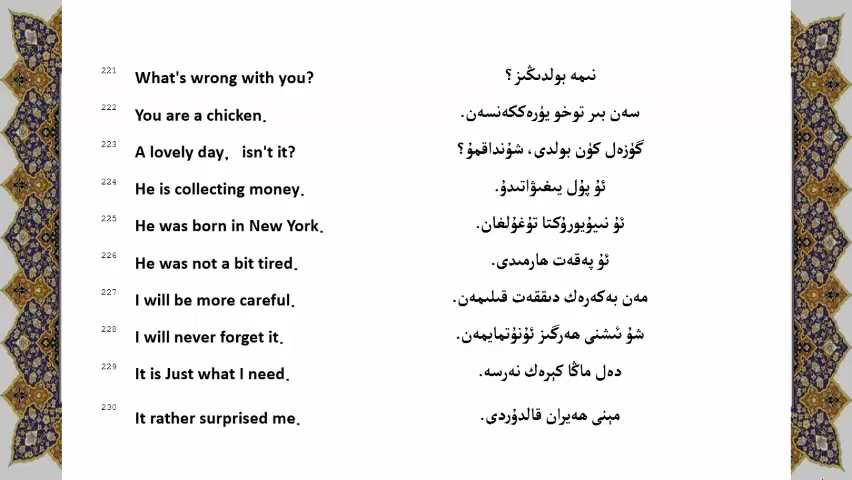 221 What's wrong with you? نىمە بولدىڭىز؟
222 You are a chicken. سەن بىر توخو يۈرەككەنسەن.
223 A lovely day, isn't it? گۈزەل كۈن بولدى، شۇنداقمۇ؟
224 He is collecting money. ئۇ پۇل يىغىۋاتىدۇ.
225 He was born in New York. ئۇ نىيۇيورۇكتا تۇغۇلغان.
226 He was not a bit tired. ئۇ پەقەت ھارمىدى.
227 I will be more careful. مەن بەكەرەك دىققەت قىلىمەن.
228 I will never forget it. شۇ ئىشنى ھەرگىز ئۇنۇتمايمەن.
229 It is Just what I need. دەل ماڭا كېرەك نەرسە.
230 It rather surprised me. مېنى ھەيران قالدۇردى.